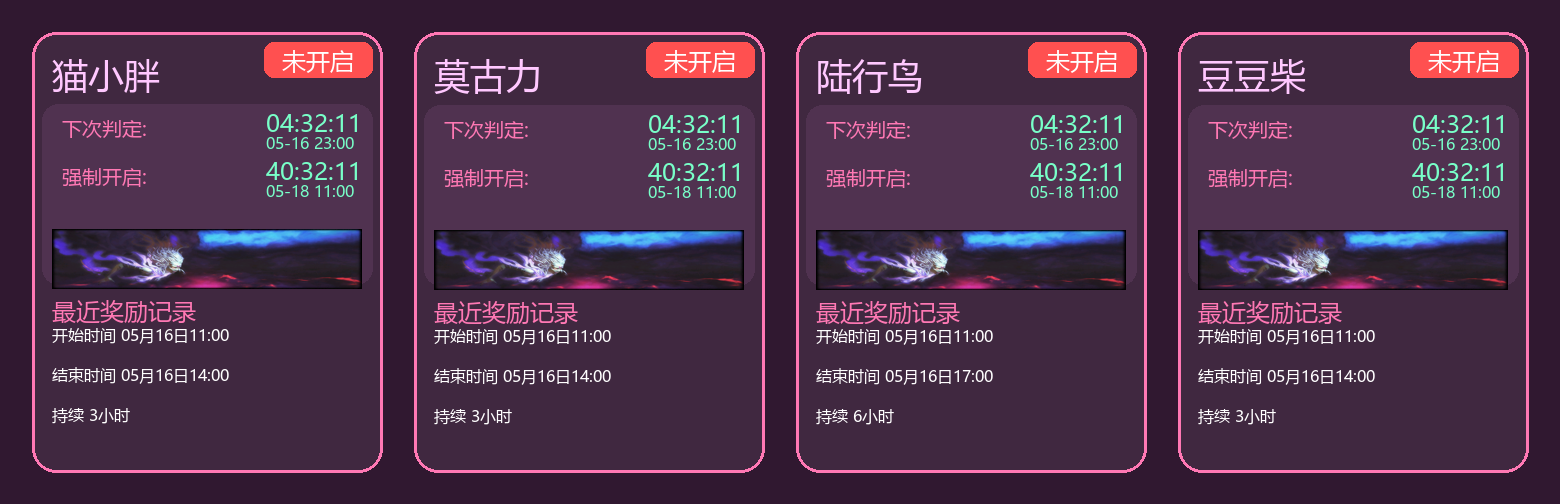 猫小胖
未开启
下次判定:
04:32:11
05-16 23:00
强制开启:
40:32:11
05-18 11:00
最近奖励记录
开始时间 05月16日11:00
结束时间 05月16日14:00
持续 3小时
莫古力
未开启
下次判定:
04:32:11
05-16 23:00
强制开启:
40:32:11
05-18 11:00
最近奖励记录
开始时间 05月16日11:00
结束时间 05月16日14:00
持续 3小时
陆行鸟
未开启
下次判定:
04:32:11
05-16 23:00
强制开启:
40:32:11
05-18 11:00
最近奖励记录
开始时间 05月16日11:00
结束时间 05月16日17:00
持续 6小时
豆豆柴
未开启
下次判定:
04:32:11
05-16 23:00
强制开启:
40:32:11
05-18 11:00
最近奖励记录
开始时间 05月16日11:00
结束时间 05月16日14:00
持续 3小时